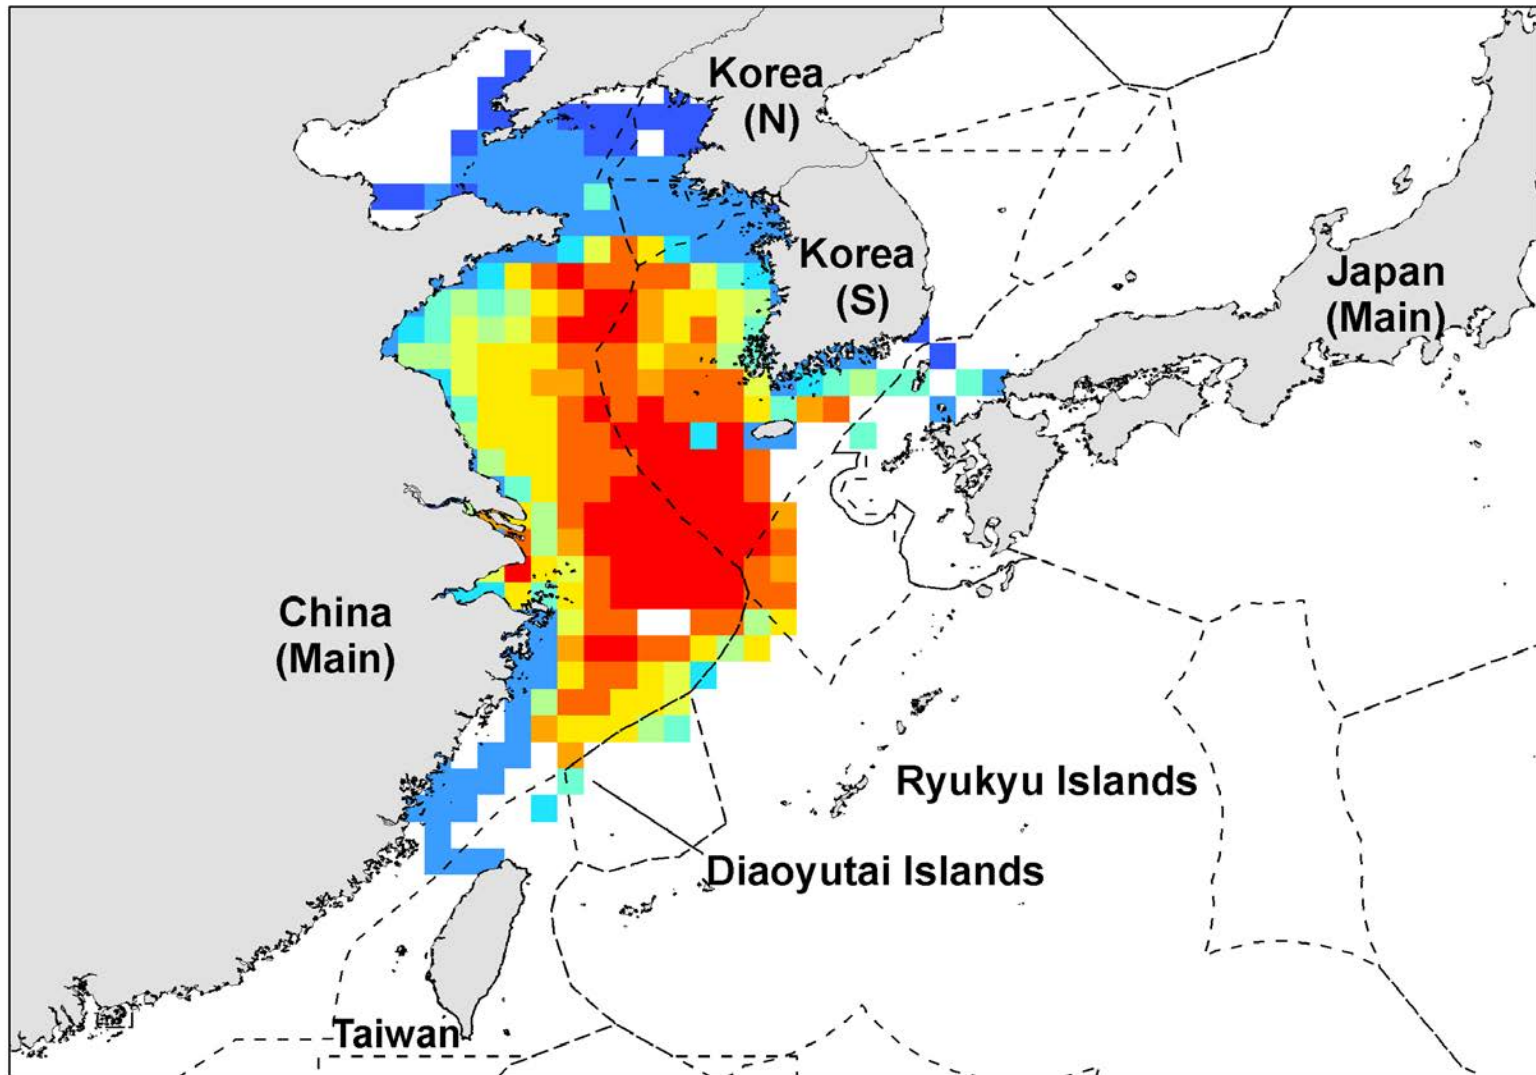 Korea
(N)
Korea
(S)
Japan
(Main)
China
(Main)
Ryukyu Islands
Diaoyutai Islands
Taiwan